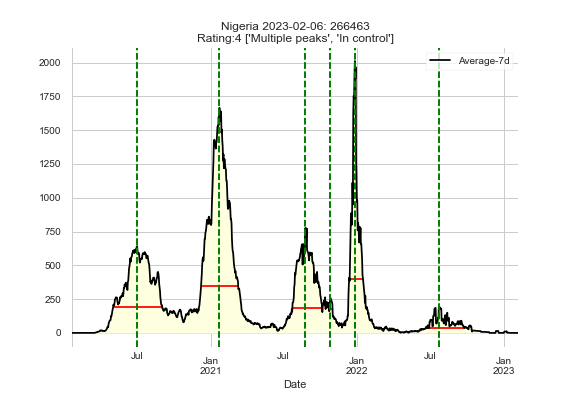 Nigeria 2023-02-06: 266463
Rating:4 ['Multiple peaks', 'In control']
Average-7d
2000
1750
1500
1250
1000
750
500
250
0
Jul
Jan
2021
Jul
Jan
2022
Jul
Jan
2023
Date